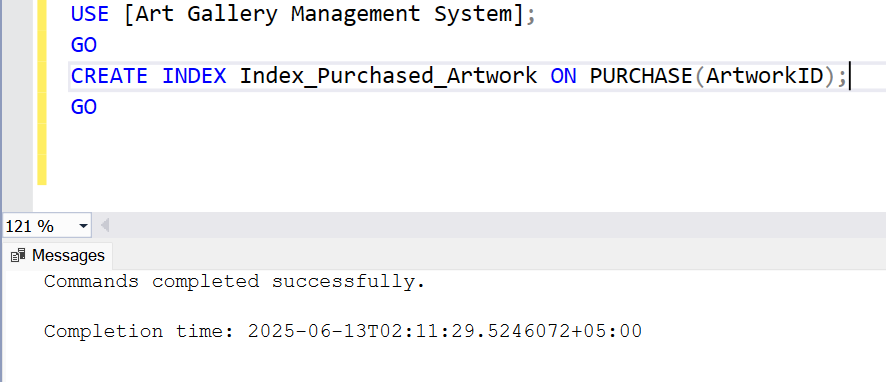 USE [Art Gallery Management System];
GO
CREATE INDEX Index_Purchased_Artwork ON PURCHASE(ArtworkID);
GO
121 %
Messages
Commands completed successfully.
Completion time: 2025-06-13T02:11:29.5246072+05:00